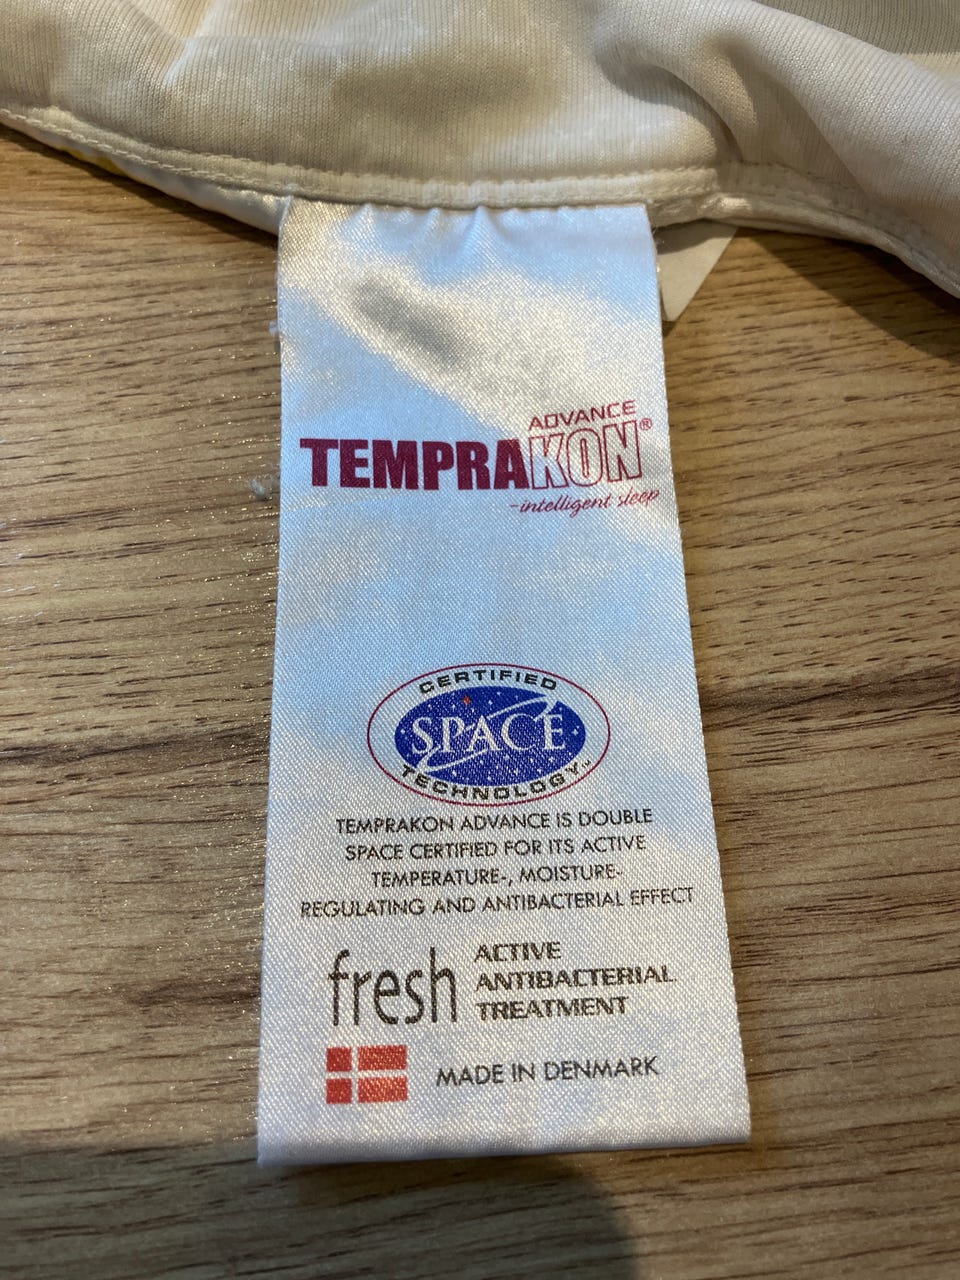 ADVANCE
TEMPRAKON®
-intelligent sleep
CERTIFIED
SPACE
TECHNOLOGY™
TEMPRAKON ADVANCE IS DOUBLE
SPACE CERTIFIED FOR ITS ACTIVE
TEMPERATURE-, MOISTURE-
REGULATING AND ANTIBACTERIAL EFFECT
fresh
ACTIVE
ANTIBACTERIAL
TREATMENT
MADE IN DENMARK